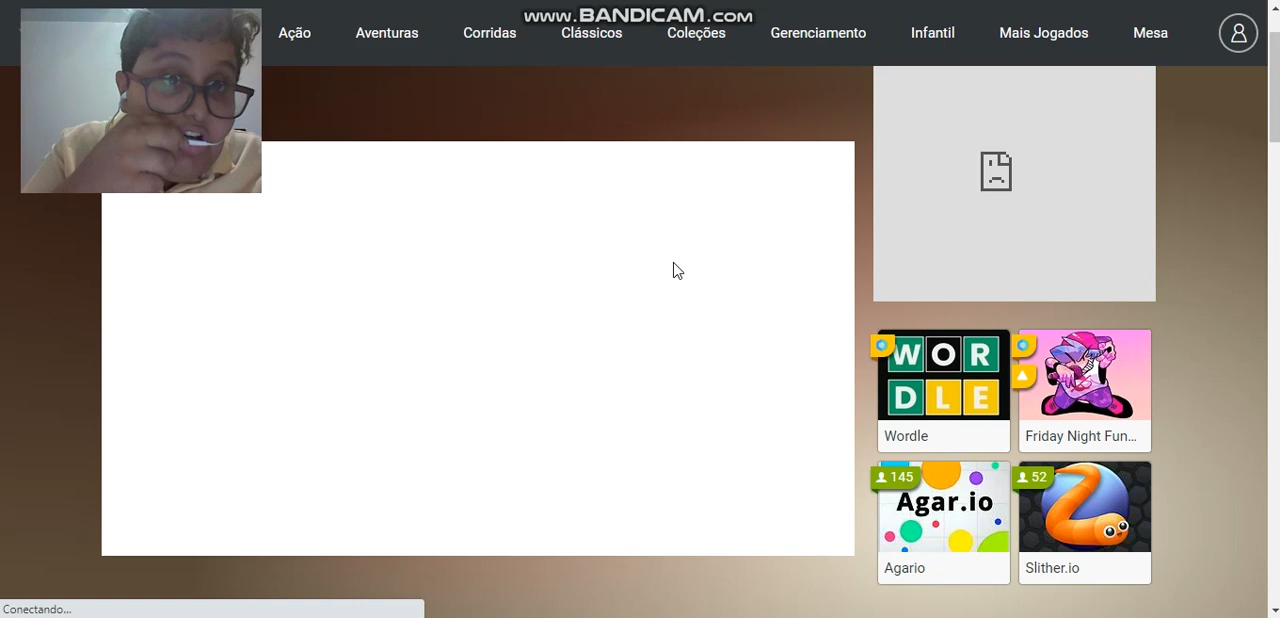 www.BANDICAM.com
Ação Aventuras Corridas Clássicos Coleções Gerenciamento Infantil Mais Jogados Mesa
WOR
DLE
Wordle Friday Night Fun...
145 52
Agar.io
Agario Slither.io
Conectando...